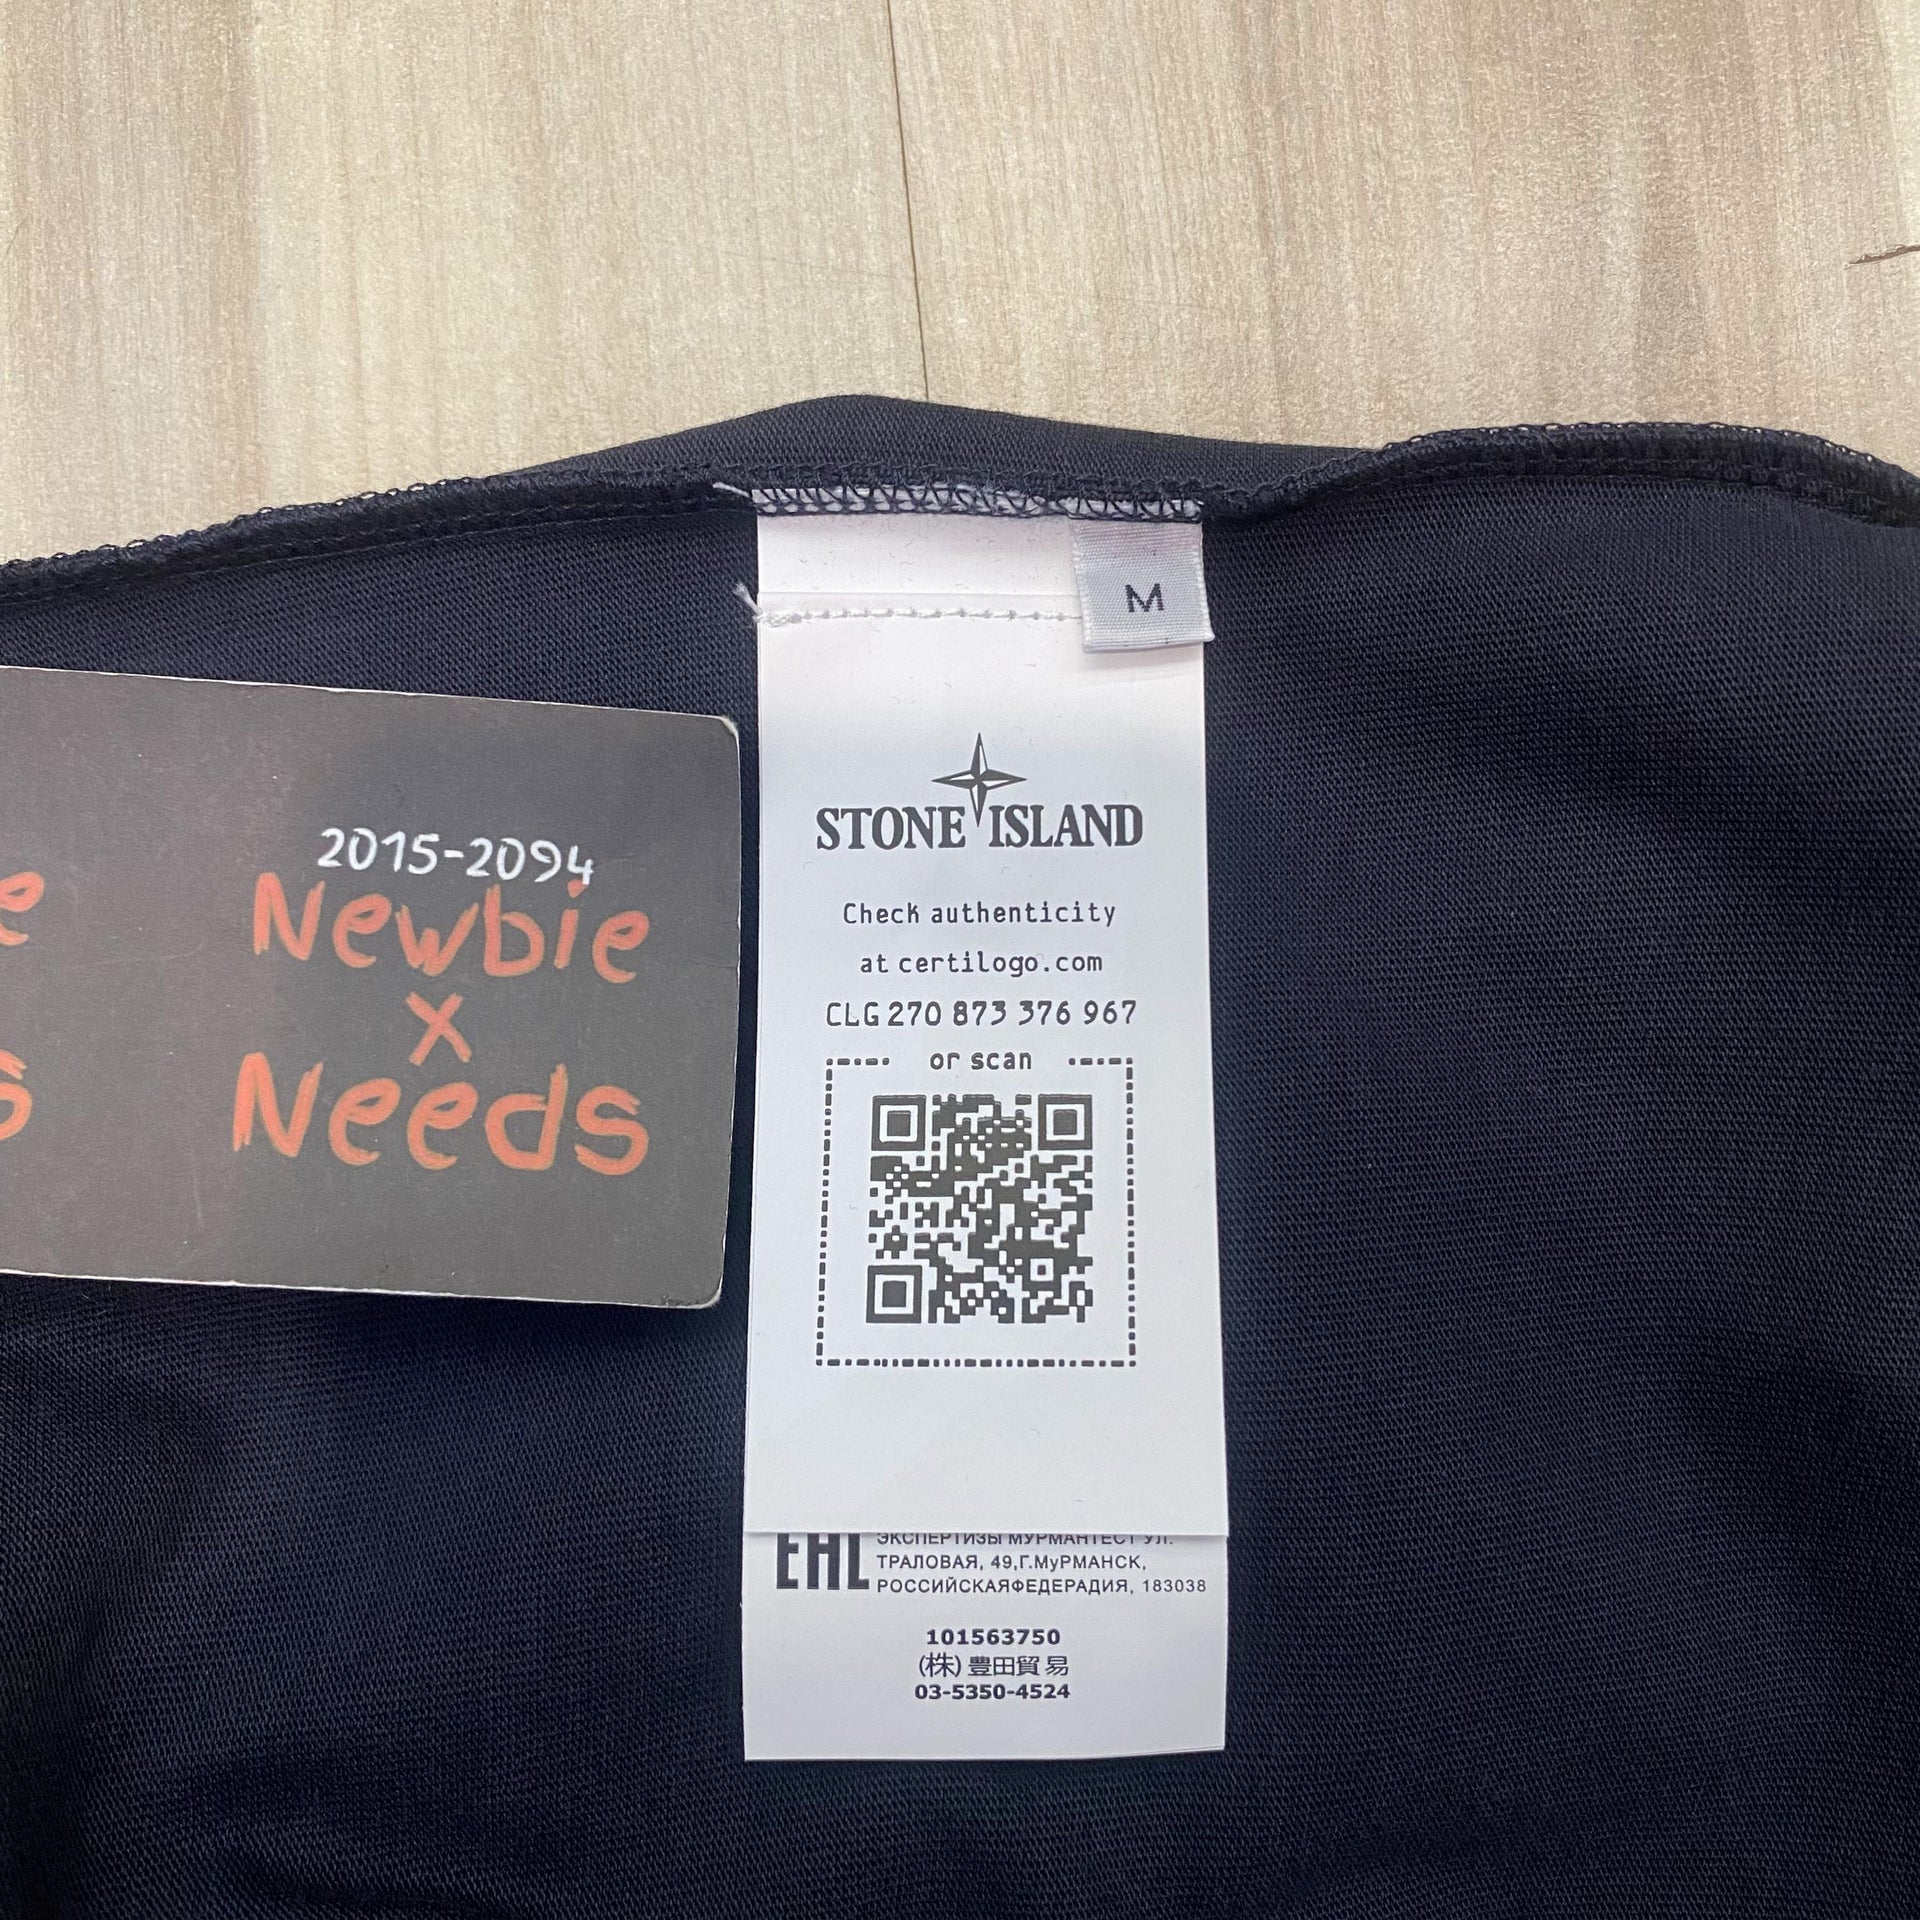 M
2015-2094
Newbie
x
Needs
e
s
STONE ISLAND
Check authenticity
at certilogo.com
CLG 270 873 376 967
or scan
EAC
ЭКСПЕРТИЗЫ МУРМАНТЕСТ УЛ.
ТРАЛОВАЯ, 49,Г.МуРМАНСК,
РОССИЙСКАЯФЕДЕРАДИЯ, 183038
101563750
(株) 豊田貿易
03-5350-4524